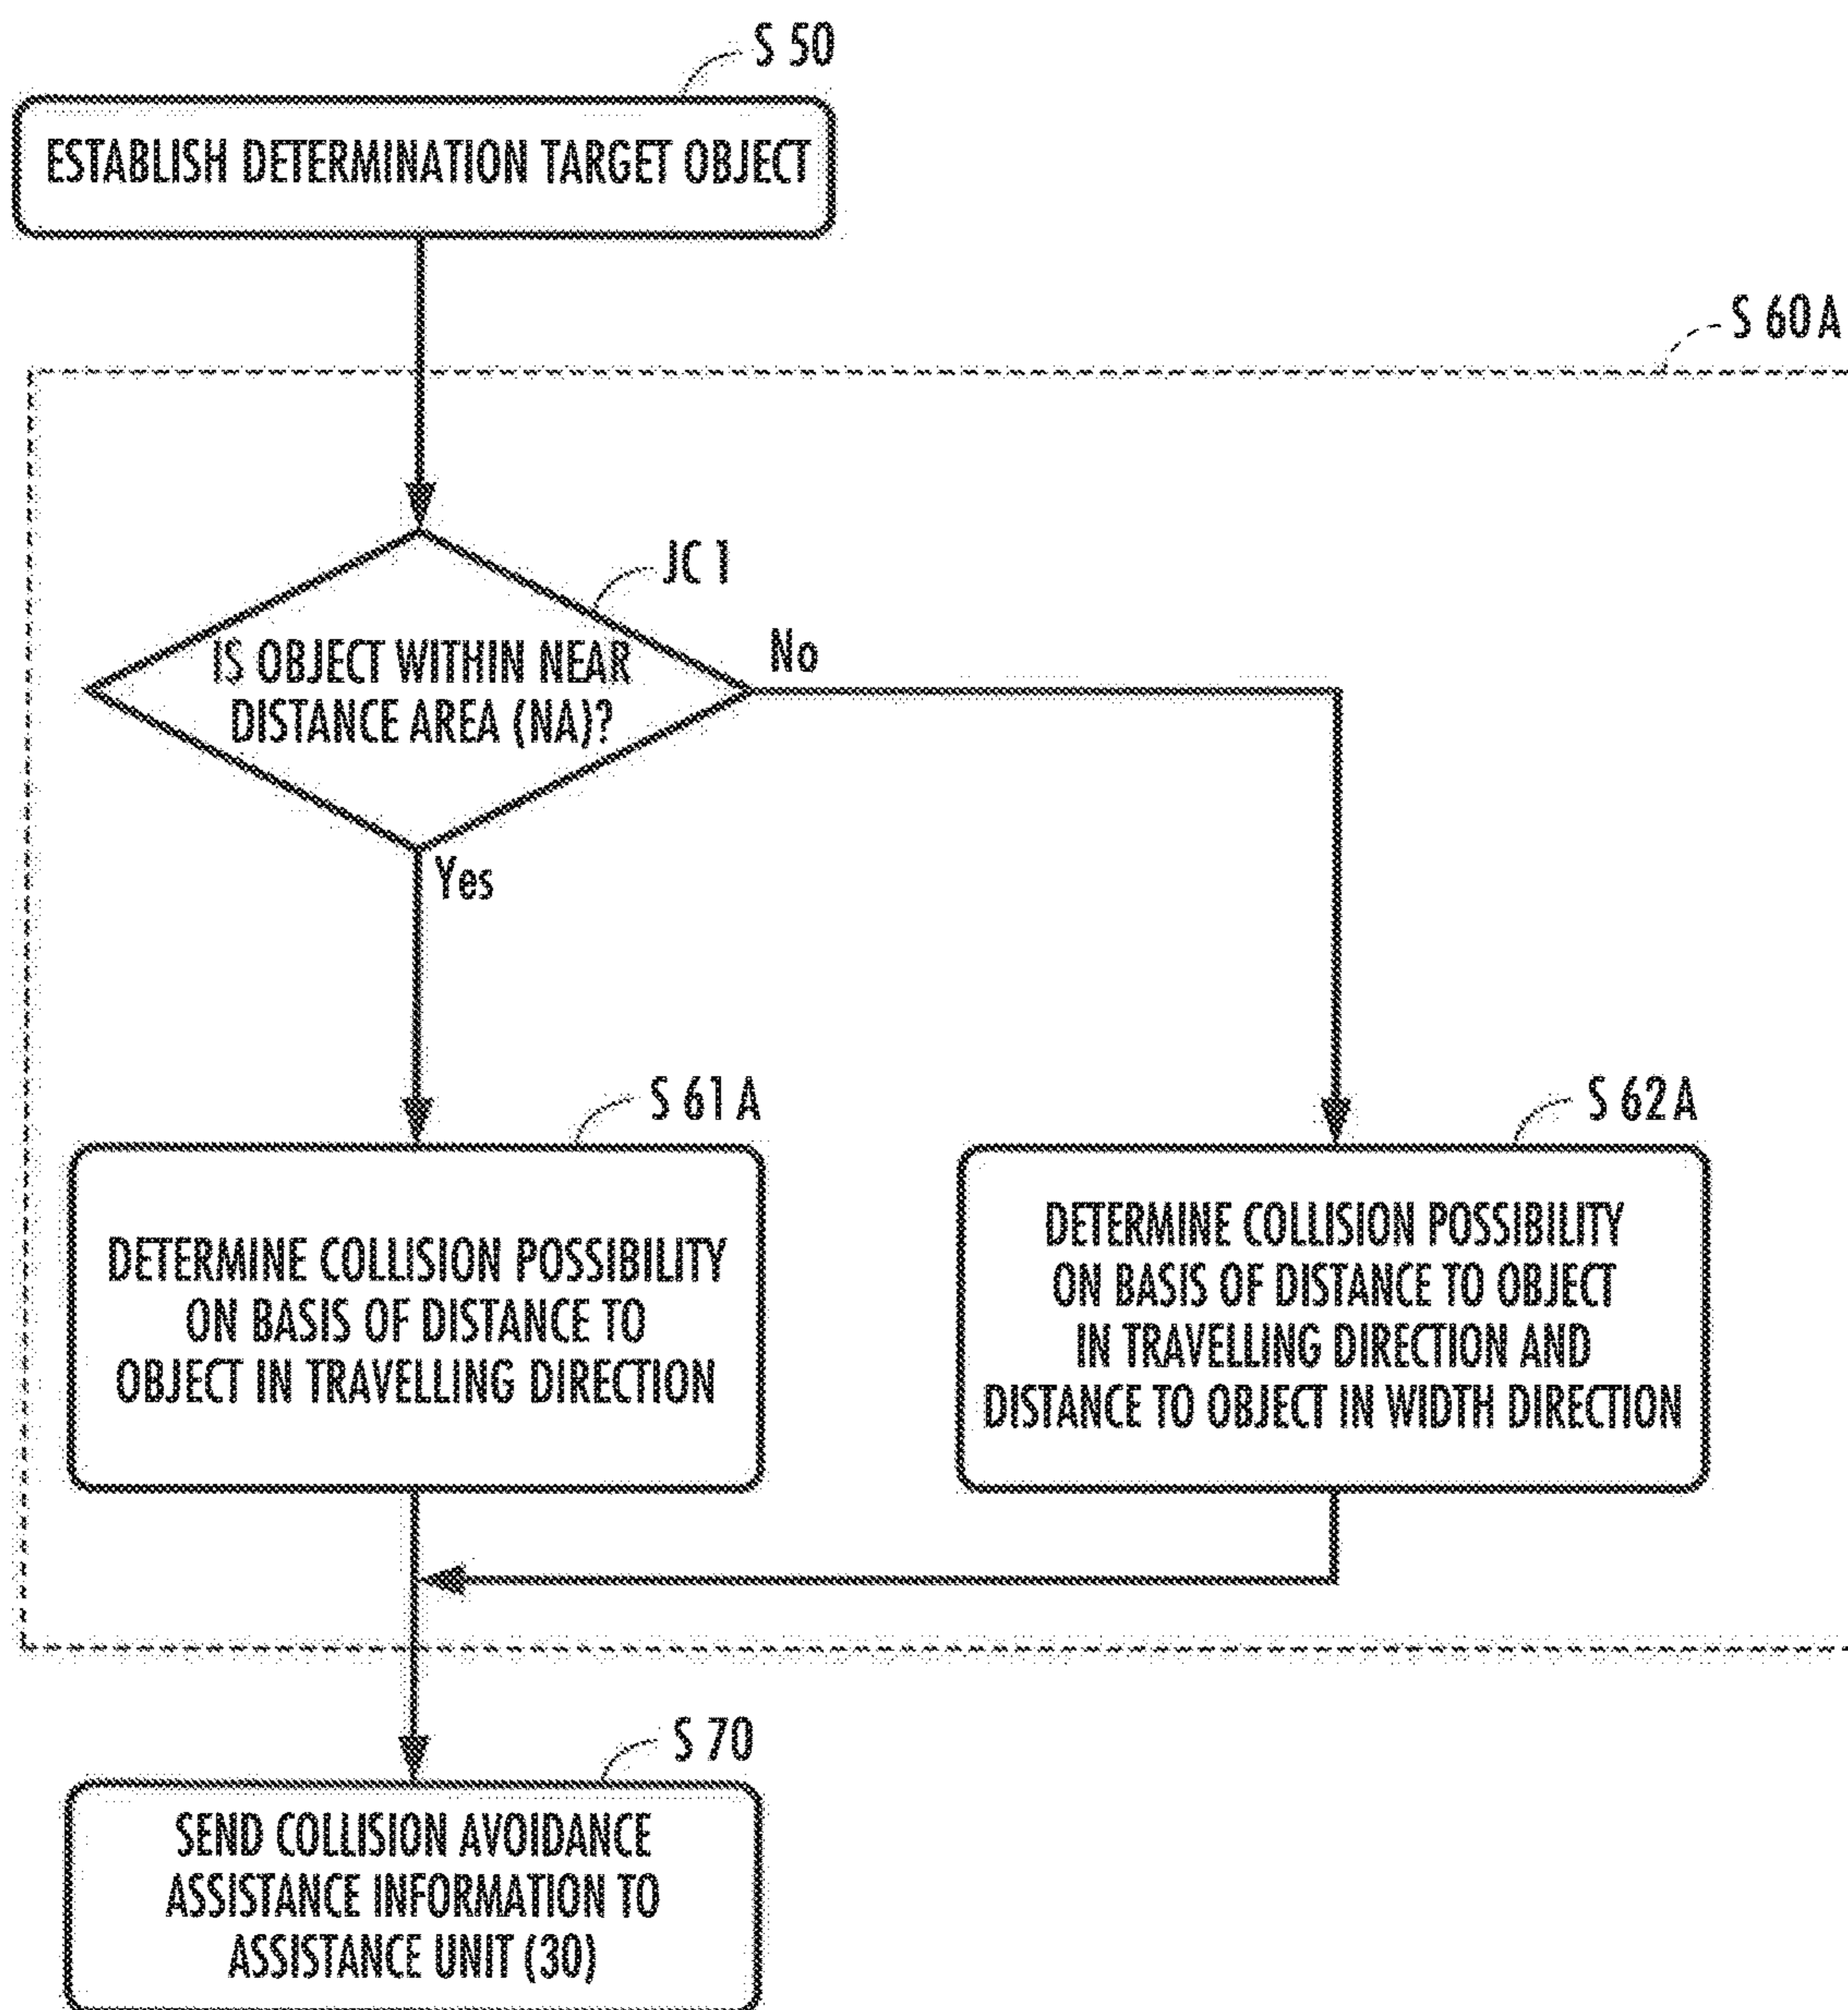 S 50
ESTABLISH DETERMINATION TARGET OBJECT
S 60A
JC 1
IS OBJECT WITHIN NEAR
DISTANCE AREA (NA)?
No
Yes
S 61A
DETERMINE COLLISION POSSIBILITY
ON BASIS OF DISTANCE TO
OBJECT IN TRAVELLING DIRECTION
S 62A
DETERMINE COLLISION POSSIBILITY
ON BASIS OF DISTANCE TO OBJECT
IN TRAVELLING DIRECTION AND
DISTANCE TO OBJECT IN WIDTH DIRECTION
S 70
SEND COLLISION AVOIDANCE
ASSISTANCE INFORMATION TO
ASSISTANCE UNIT (30)